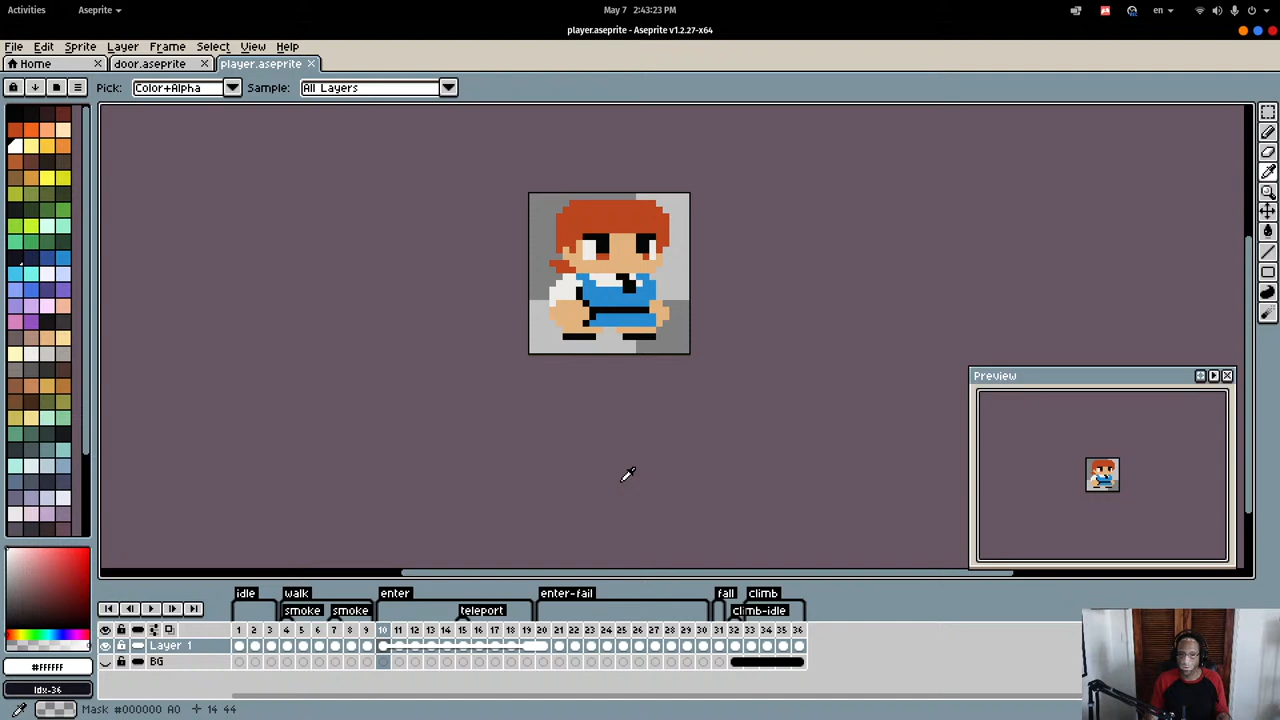 Activities Aseprite May 7 2:43:23 PM en
player.aseprite - Aseprite v1.2.27-x64
File Edit Sprite Layer Frame Select View Help
Home door.aseprite player.aseprite
Pick: Color+Alpha Sample: All Layers
Preview
idle walk enter enter-fail fall climb
smoke smoke teleport climb-idle
1 2 3 4 5 6 7 8 9 10 11 12 13 14 15 16 17 18 19 20 21 22 23 24 25 26 27 28 29 30 31 32 33 34 35 36
Layer 1
BG
#FFFFFF
Idx-36
Mask #000000 A0 14 44